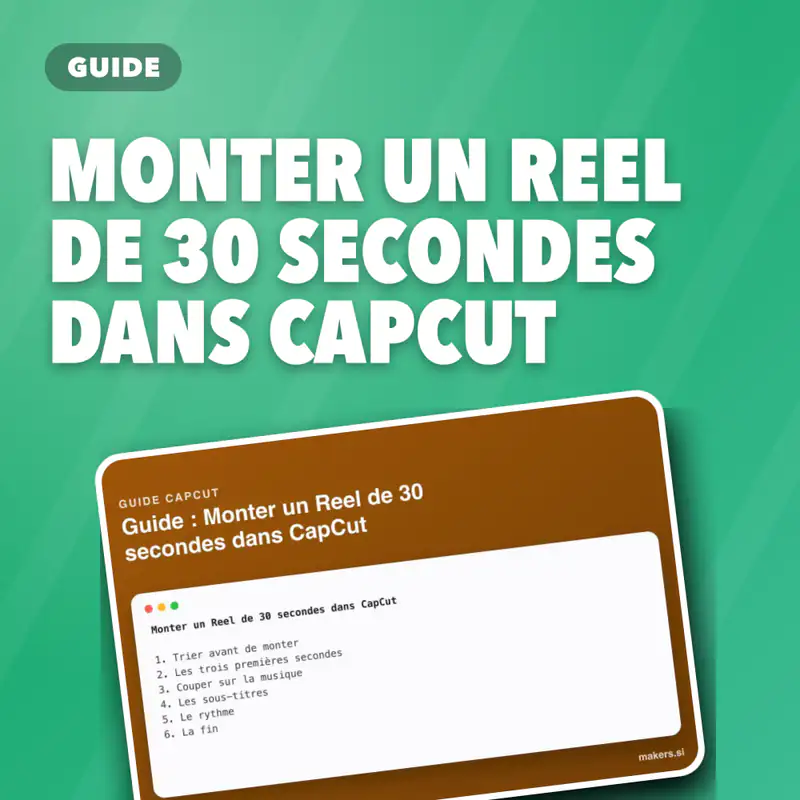 GUIDE
MONTER UN REEL
DE 30 SECONDES
DANS CAPCUT
GUIDE CAPCUT
Guide : Monter un Reel de 30
secondes dans CapCut
Monter un Reel de 30 secondes dans CapCut
1. Trier avant de monter
2. Les trois premières secondes
3. Couper sur la musique
4. Les sous-titres
5. Le rythme
6. La fin
makers.si